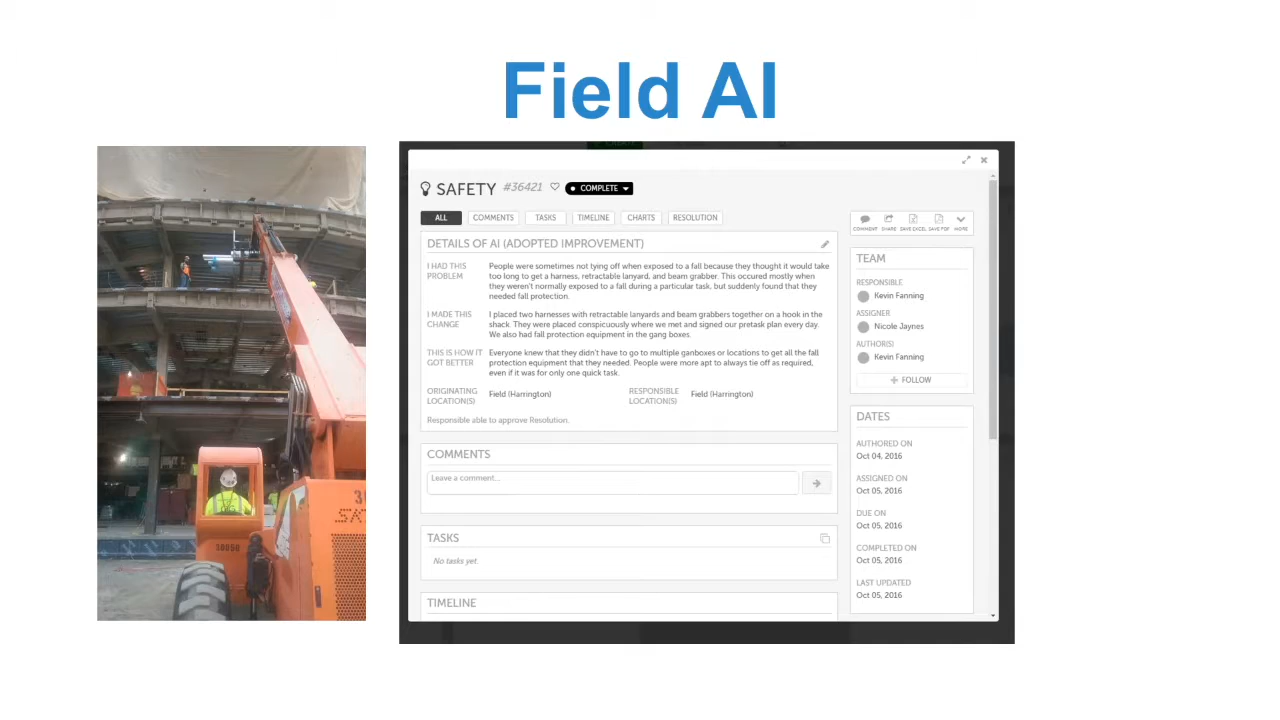 Field AI
SAFETY #36421 COMPLETE
ALL COMMENTS TASKS TIMELINE CHARTS RESOLUTION
COMMENT SHARE SAVE EXCEL SAVE PDF MORE
DETAILS OF AI (ADOPTED IMPROVEMENT)
I HAD THIS
PROBLEM
People were sometimes not tying off when exposed to a fall because they thought it would take
too long to get a harness, retractable lanyard, and beam grabber. This occured mostly when
they weren't normally exposed to a fall during a particular task, but suddenly found that they
needed fall protection.
I MADE THIS
CHANGE
I placed two harnesses with retractable lanyards and beam grabbers together on a hook in the
shack. They were placed conspicuously where we met and signed our pretask plan every day.
We also had fall protection equipment in the gang boxes.
THIS IS HOW IT
GOT BETTER
Everyone knew that they didn't have to go to multiple ganboxes or locations to get all the fall
protection equipment that they needed. People were more apt to always tie off as required,
even if it was for only one quick task.
ORIGINATING
LOCATION(S)
Field (Harrington)
RESPONSIBLE
LOCATION(S)
Field (Harrington)
Responsible able to approve Resolution.
COMMENTS
Leave a comment...
TASKS
No tasks yet.
TIMELINE
TEAM
RESPONSIBLE
Kevin Fanning
ASSIGNER
Nicole Jaynes
AUTHOR(S)
Kevin Fanning
FOLLOW
DATES
AUTHORED ON
Oct 04, 2016
ASSIGNED ON
Oct 05, 2016
DUE ON
Oct 05, 2016
COMPLETED ON
Oct 05, 2016
LAST UPDATED
Oct 05, 2016